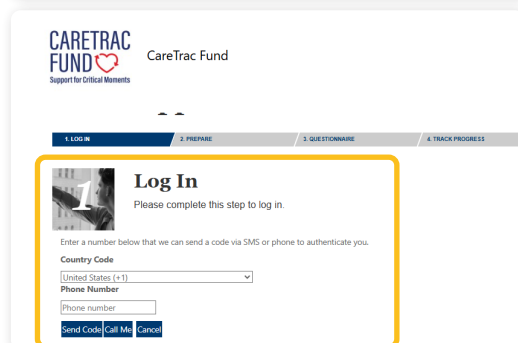 CARETRAC
FUND
Support for Critical Moments
CareTrac Fund
1. LOG IN
2. PREPARE
3. QUESTIONNAIRE
4. TRACK PROGRESS
1
Log In
Please complete this step to log in.
Enter a number below that we can send a code via SMS or phone to authenticate you.
Country Code
United States (+1)
Phone Number
Phone number
Send Code Call Me Cancel